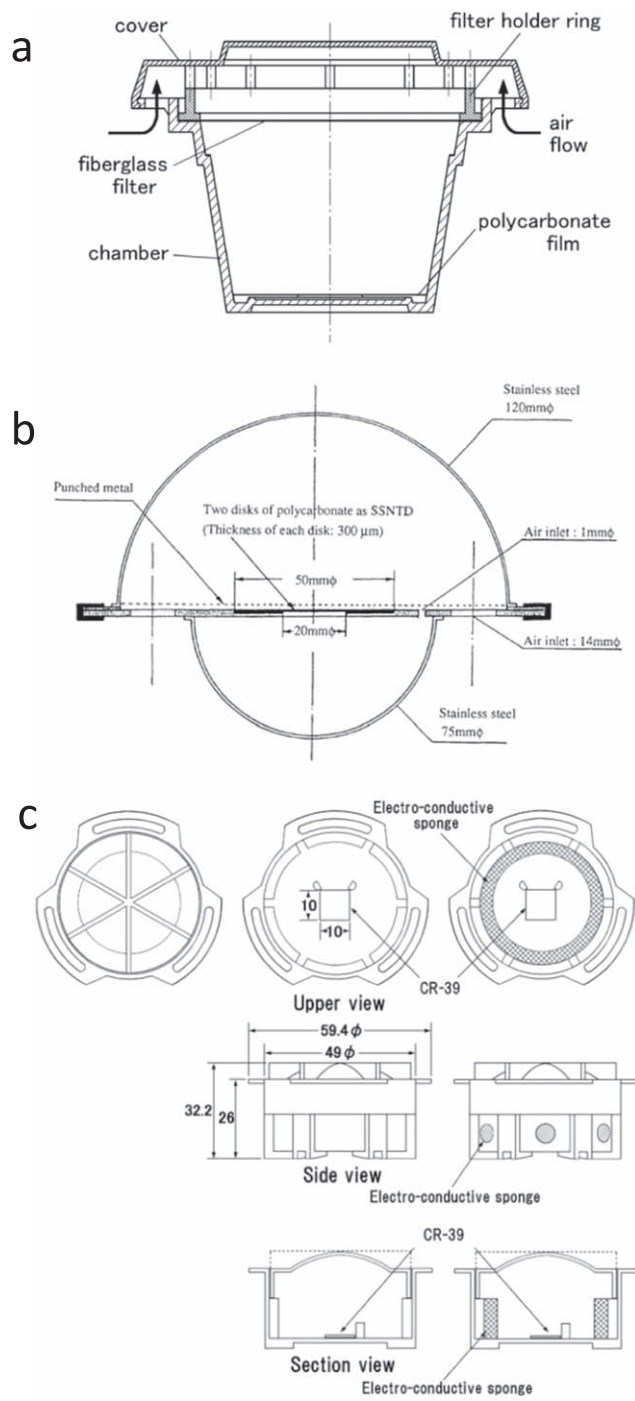 a
cover
filter holder ring
air
flow
fiberglass
filter
polycarbonate
film
chamber
b
Stainless steel
120mmϕ
Punched metal
Two disks of polycarbonate as SSNTD
(Thickness of each disk: 300 μm)
Air inlet : 1mmϕ
50mmϕ
20mmϕ
Air inlet : 14mmϕ
Stainless steel
75mmϕ
c
Electro-conductive
sponge
10
10
CR-39
Upper view
59.4ϕ
49ϕ
32.2
26
Side view
Electro-conductive sponge
CR-39
Section view
Electro-conductive sponge